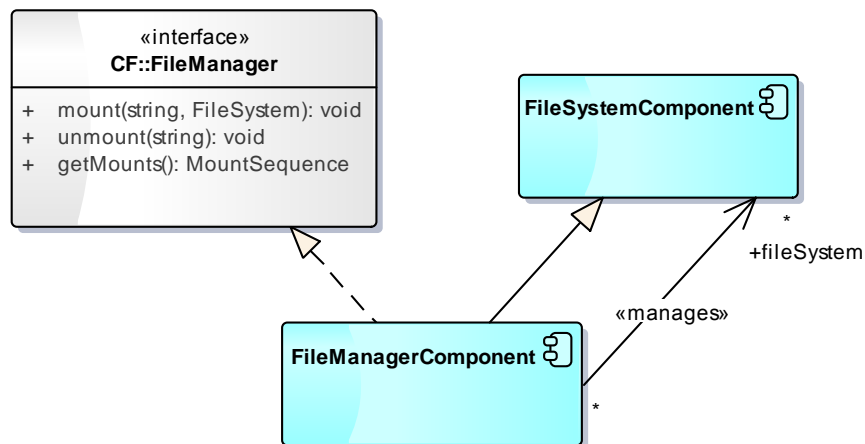 «interface»
CF::FileManager
+ mount(string, FileSystem): void
+ unmount(string): void
+ getMounts(): MountSequence
FileSystemComponent
*
+fileSystem
«manages»
FileManagerComponent
*